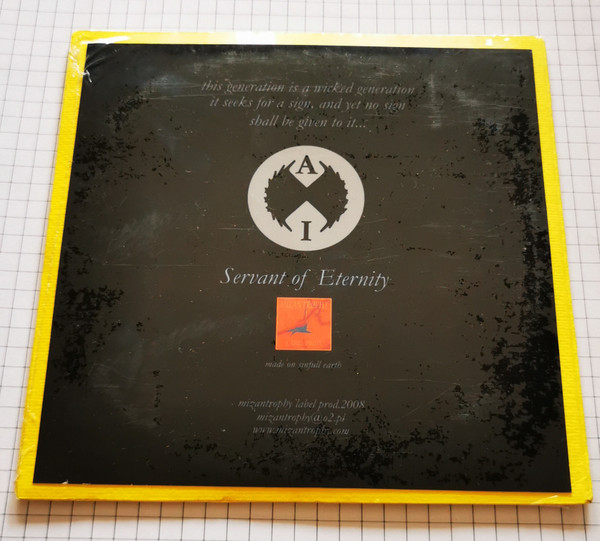 this generation is a wicked generation
it seeks for a sign, and yet no sign
shall be given to it...
A
I
Servant of Eternity
made on sinfull earth
mizantrophy label prod.2008
mizantrophy@o2.pl
www.mizantrophy.com